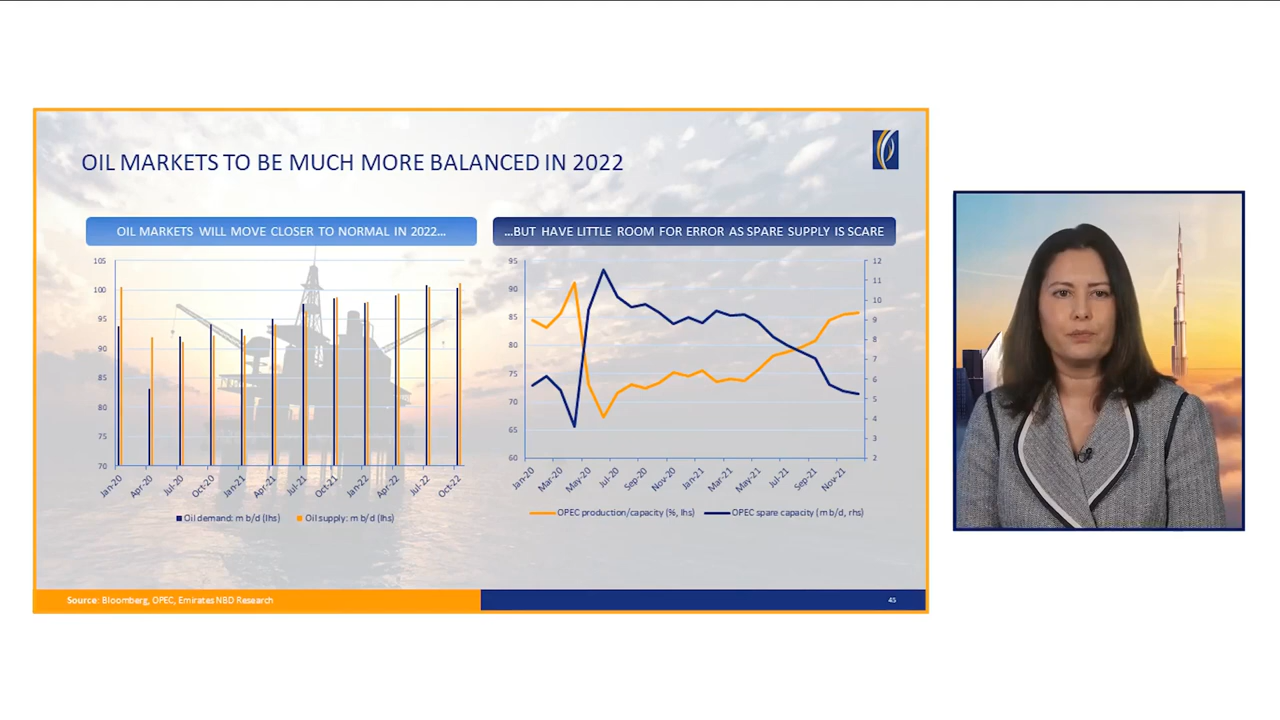 OIL MARKETS TO BE MUCH MORE BALANCED IN 2022
OIL MARKETS WILL MOVE CLOSER TO NORMAL IN 2022...
105
100
95
90
85
80
75
70
Jan-20
Apr-20
Jul-20
Oct-20
Jan-21
Apr-21
Jul-21
Oct-21
Jan-22
Apr-22
Jul-22
Oct-22
Oil demand: m b/d (lhs)
Oil supply: m b/d (lhs)
...BUT HAVE LITTLE ROOM FOR ERROR AS SPARE SUPPLY IS SCARE
95
90
85
80
75
70
65
60
12
11
10
9
8
7
6
5
4
3
2
Jan-20
Mar-20
May-20
Jul-20
Sep-20
Nov-20
Jan-21
Mar-21
May-21
Jul-21
Sep-21
Nov-21
OPEC production/capacity (%, lhs)
OPEC spare capacity (m b/d, rhs)
Source: Bloomberg, OPEC, Emirates NBD Research
45